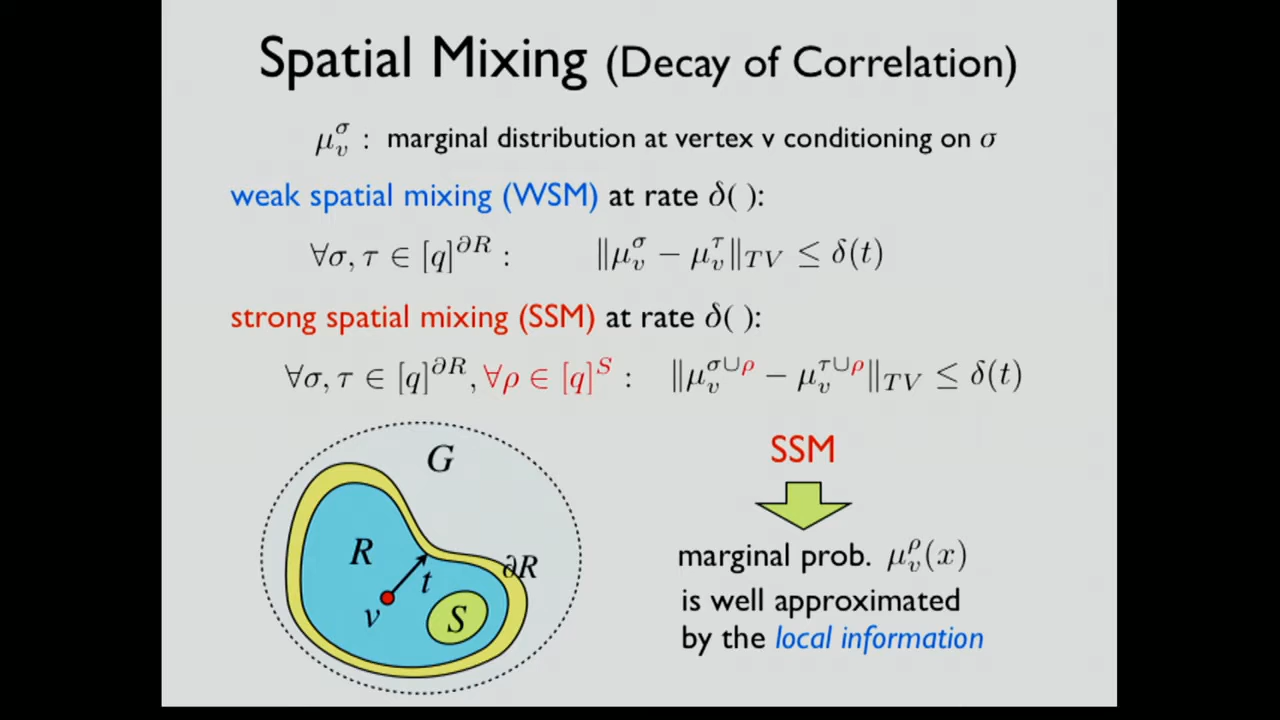 Spatial Mixing (Decay of Correlation)
μ_v^σ : marginal distribution at vertex v conditioning on σ
weak spatial mixing (WSM) at rate δ( ):
∀σ, τ ∈ [q]^{∂R} : ‖μ_v^σ − μ_v^τ‖_{TV} ≤ δ(t)
strong spatial mixing (SSM) at rate δ( ):
∀σ, τ ∈ [q]^{∂R}, ∀ρ ∈ [q]^S : ‖μ_v^{σ∪ρ} − μ_v^{τ∪ρ}‖_{TV} ≤ δ(t)
G
R
∂R
t
v
S
SSM
marginal prob. μ_v^ρ(x)
is well approximated
by the local information